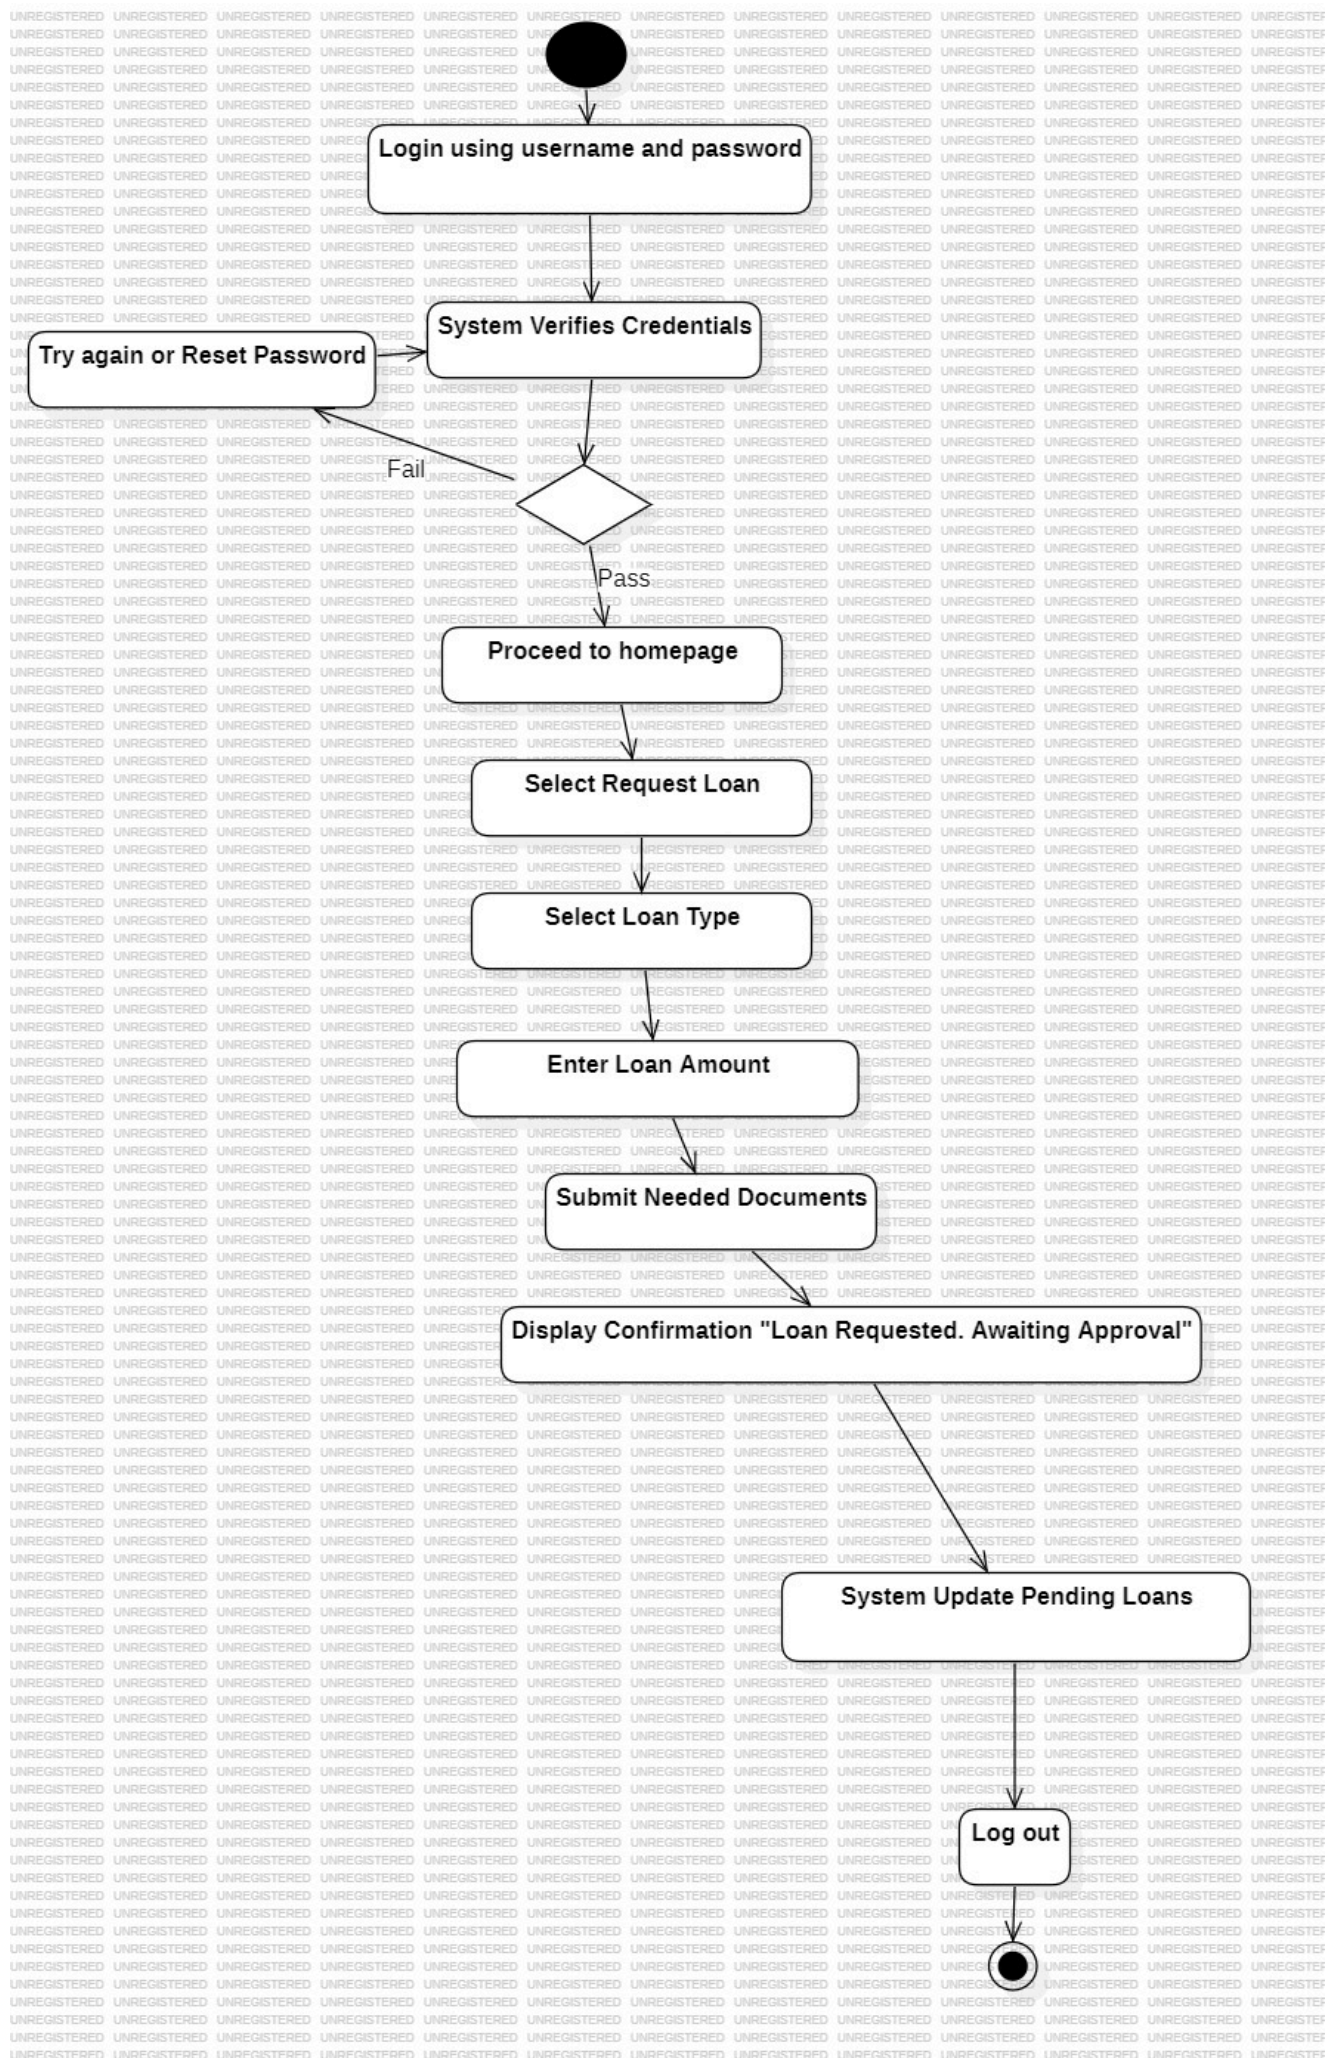 Login using username and password
System Verifies Credentials
Try again or Reset Password
Fail
Pass
Proceed to homepage
Select Request Loan
Select Loan Type
Enter Loan Amount
Submit Needed Documents
Display Confirmation "Loan Requested. Awaiting Approval"
System Update Pending Loans
Log out
UNREGISTERED